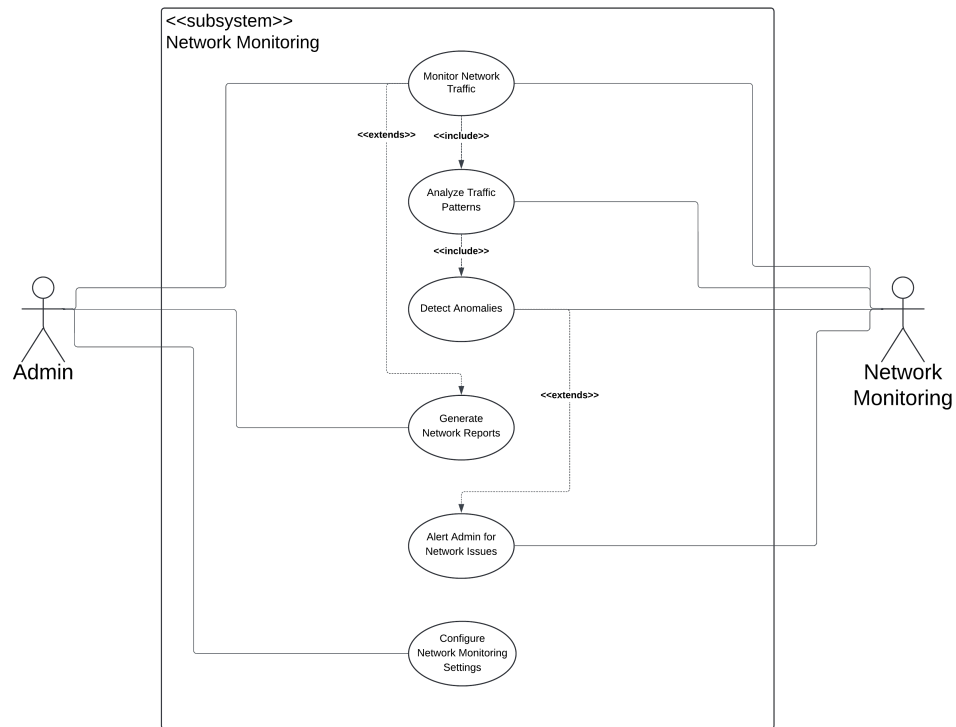 <<subsystem>>
Network Monitoring
Monitor Network
Traffic
<<extends>>
<<include>>
Analyze Traffic
Patterns
<<include>>
Detect Anomalies
Admin
Network
Monitoring
<<extends>>
Generate
Network Reports
Alert Admin for
Network Issues
Configure
Network Monitoring
Settings